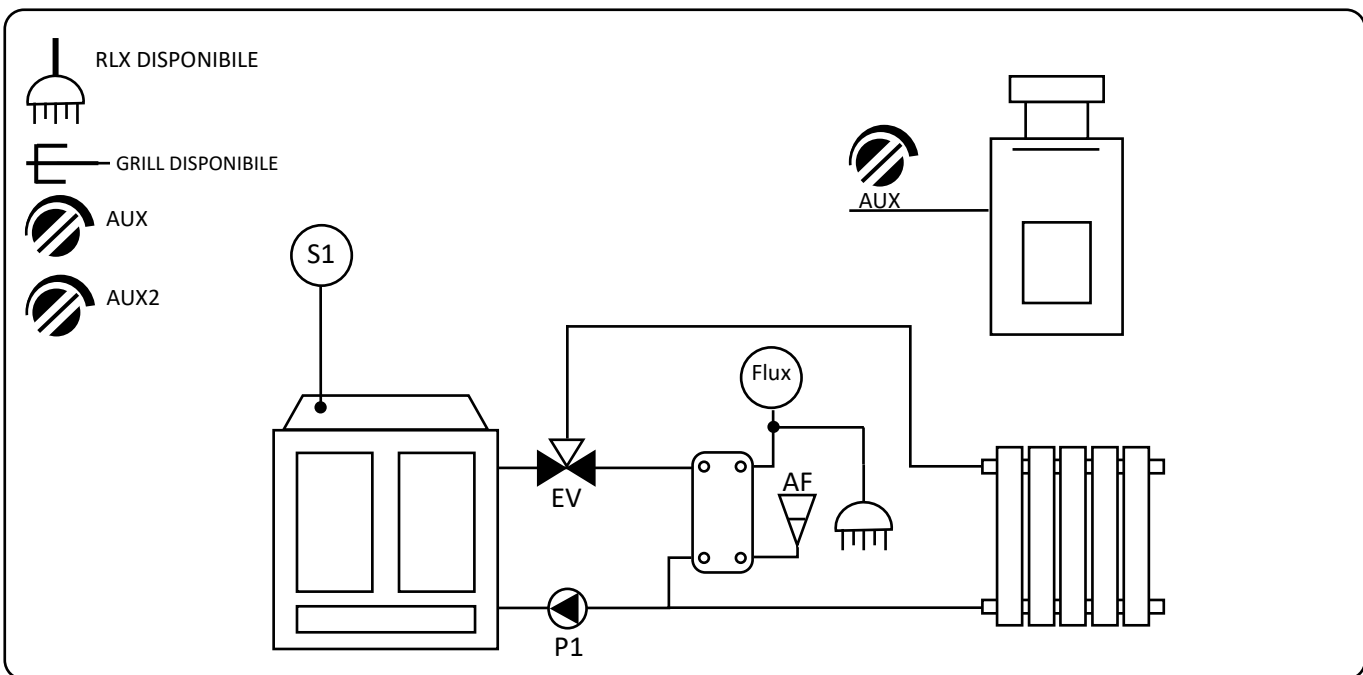 RLX DISPONIBILE
GRILL DISPONIBILE
AUX
AUX2
AUX
S1
Flux
EV
AF
P1